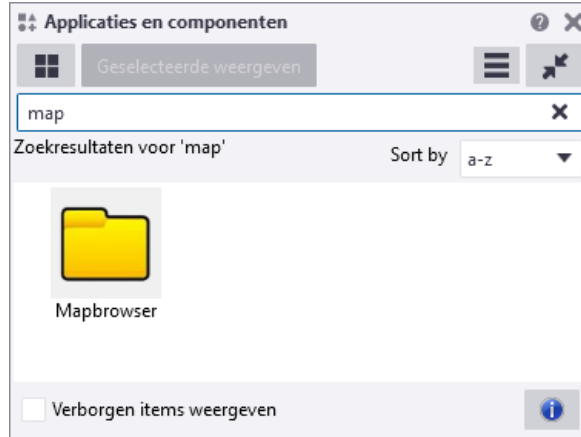 Applicaties en componenten
Geselecteerde weergeven
map
Zoekresultaten voor 'map'
Sort by a-z
Mapbrowser
Verborgen items weergeven